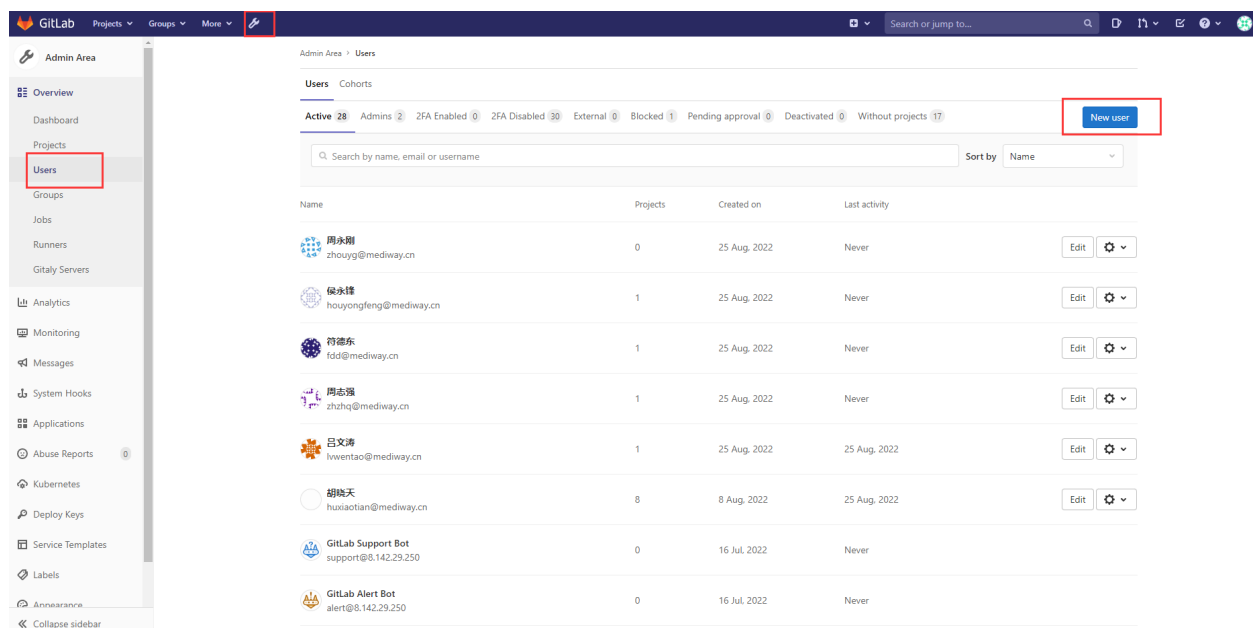 GitLab Projects Groups More Search or jump to...
Admin Area
Overview
Dashboard
Projects
Users
Groups
Jobs
Runners
Gitaly Servers
Analytics
Monitoring
Messages
System Hooks
Applications
Abuse Reports 0
Kubernetes
Deploy Keys
Service Templates
Labels
Appearance
Collapse sidebar
Admin Area > Users
Users Cohorts
Active 28 Admins 2 2FA Enabled 0 2FA Disabled 30 External 0 Blocked 1 Pending approval 0 Deactivated 0 Without projects 17 New user
Search by name, email or username Sort by Name
Name Projects Created on Last activity
周永刚
zhouyg@mediway.cn 0 25 Aug, 2022 Never Edit
侯永锋
houyongfeng@mediway.cn 1 25 Aug, 2022 Never Edit
符德东
fdd@mediway.cn 1 25 Aug, 2022 Never Edit
周志强
zhzhq@mediway.cn 1 25 Aug, 2022 Never Edit
吕文涛
lvwentao@mediway.cn 1 25 Aug, 2022 25 Aug, 2022 Edit
胡晓天
huxiaotian@mediway.cn 8 8 Aug, 2022 25 Aug, 2022 Edit
GitLab Support Bot
support@8.142.29.250 0 16 Jul, 2022 Never
GitLab Alert Bot
alert@8.142.29.250 0 16 Jul, 2022 Never